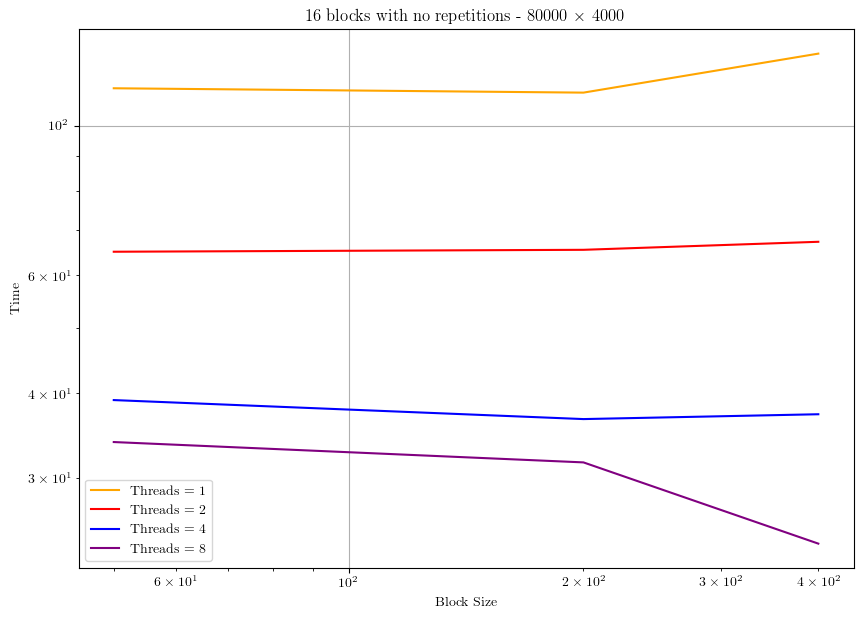 16 blocks with no repetitions - 80000 × 4000
Time
10²
6 × 10¹
4 × 10¹
3 × 10¹
Threads = 1
Threads = 2
Threads = 4
Threads = 8
6 × 10¹
10²
2 × 10²
3 × 10²
4 × 10²
Block Size